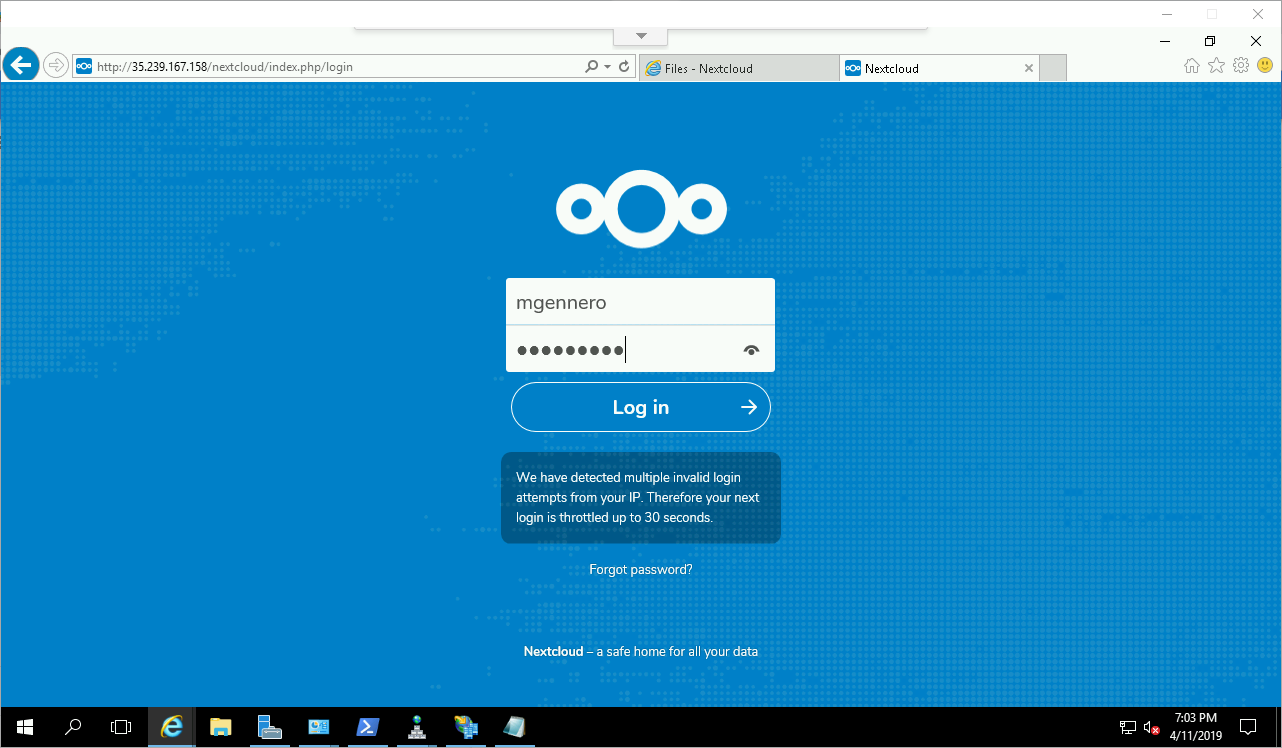 http://35.239.167.158/nextcloud/index.php/login
Files - Nextcloud
Nextcloud
mgennero
Log in
We have detected multiple invalid login
attempts from your IP. Therefore your next
login is throttled up to 30 seconds.
Forgot password?
Nextcloud – a safe home for all your data
7:03 PM
4/11/2019